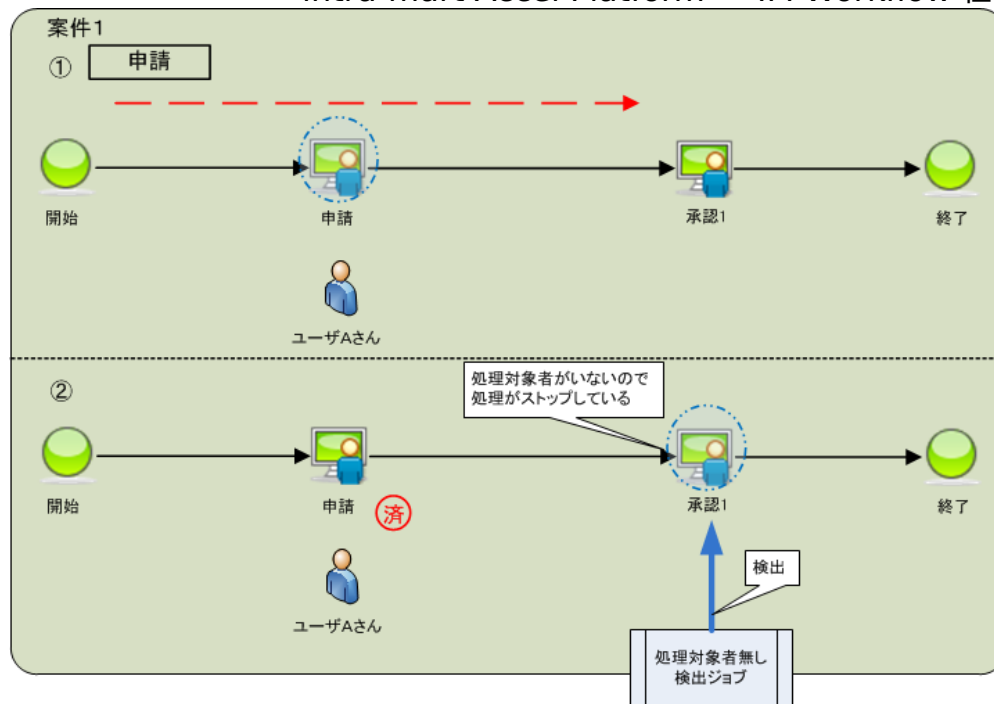 案件1
① 申請
開始
申請
承認1
終了
ユーザAさん
処理対象者がいないので
処理がストップしている
②
開始
申請
済
承認1
終了
ユーザAさん
検出
処理対象者無し
検出ジョブ